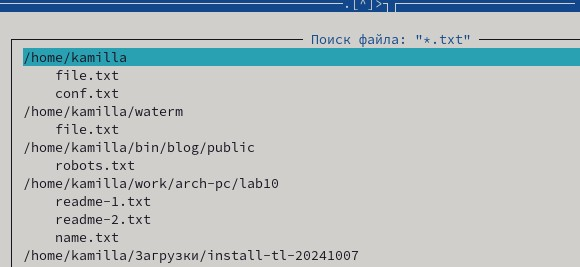 .[^]>
Поиск файла: "*.txt"
/home/kamilla
file.txt
conf.txt
/home/kamilla/waterm
file.txt
/home/kamilla/bin/blog/public
robots.txt
/home/kamilla/work/arch-pc/lab10
readme-1.txt
readme-2.txt
name.txt
/home/kamilla/Загрузки/install-tl-20241007